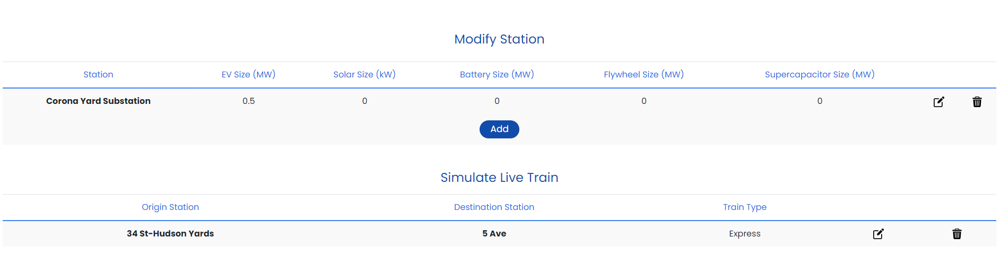 Modify Station
Station EV Size (MW) Solar Size (kW) Battery Size (MW) Flywheel Size (MW) Supercapacitor Size (MW)
Corona Yard Substation 0.5 0 0 0 0
Add
Simulate Live Train
Origin Station Destination Station Train Type
34 St-Hudson Yards 5 Ave Express